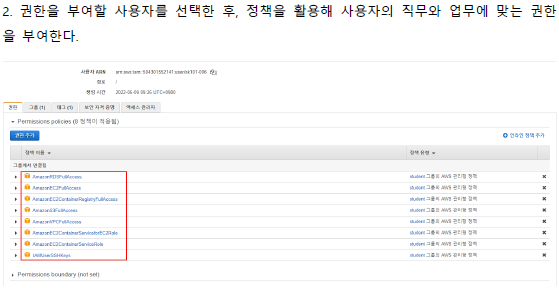 2. 권한을 부여할 사용자를 선택한 후, 정책을 활용해 사용자의 직무와 업무에 맞는 권한
을 부여한다.
사용자 ARN arn:aws:iam::504301552141:user/sk101-006
경로 /
생성 시간 2022-06-09 09:26 UTC+0900
권한 그룹 (1) 태그 (1) 보안 자격 증명 액세스 관리자
Permissions policies (8 정책이 적용됨)
권한 추가 인라인 정책 추가
정책 이름 정책 유형
그룹에서 연결됨
AmazonRDSFullAccess student 그룹의 AWS 관리형 정책
AmazonEC2FullAccess student 그룹의 AWS 관리형 정책
AmazonEC2ContainerRegistryFullAccess student 그룹의 AWS 관리형 정책
AmazonS3FullAccess student 그룹의 AWS 관리형 정책
AmazonVPCFullAccess student 그룹의 AWS 관리형 정책
AmazonEC2ContainerServiceforEC2Role student 그룹의 AWS 관리형 정책
AmazonEC2ContainerServiceRole student 그룹의 AWS 관리형 정책
IAMUserSSHKeys student 그룹의 AWS 관리형 정책
Permissions boundary (not set)